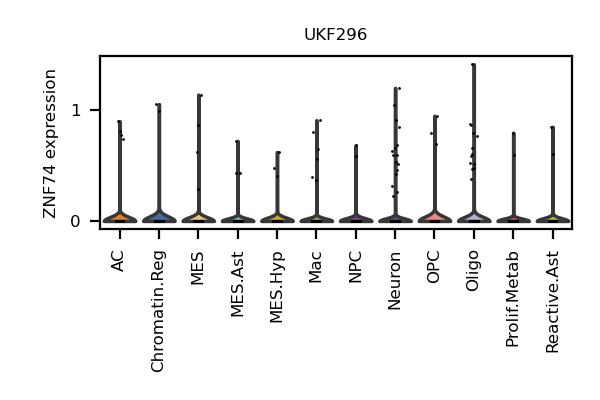 UKF296
ZNF74 expression
1
0
AC
Chromatin.Reg
MES
MES.Ast
MES.Hyp
Mac
NPC
Neuron
OPC
Oligo
Prolif.Metab
Reactive.Ast